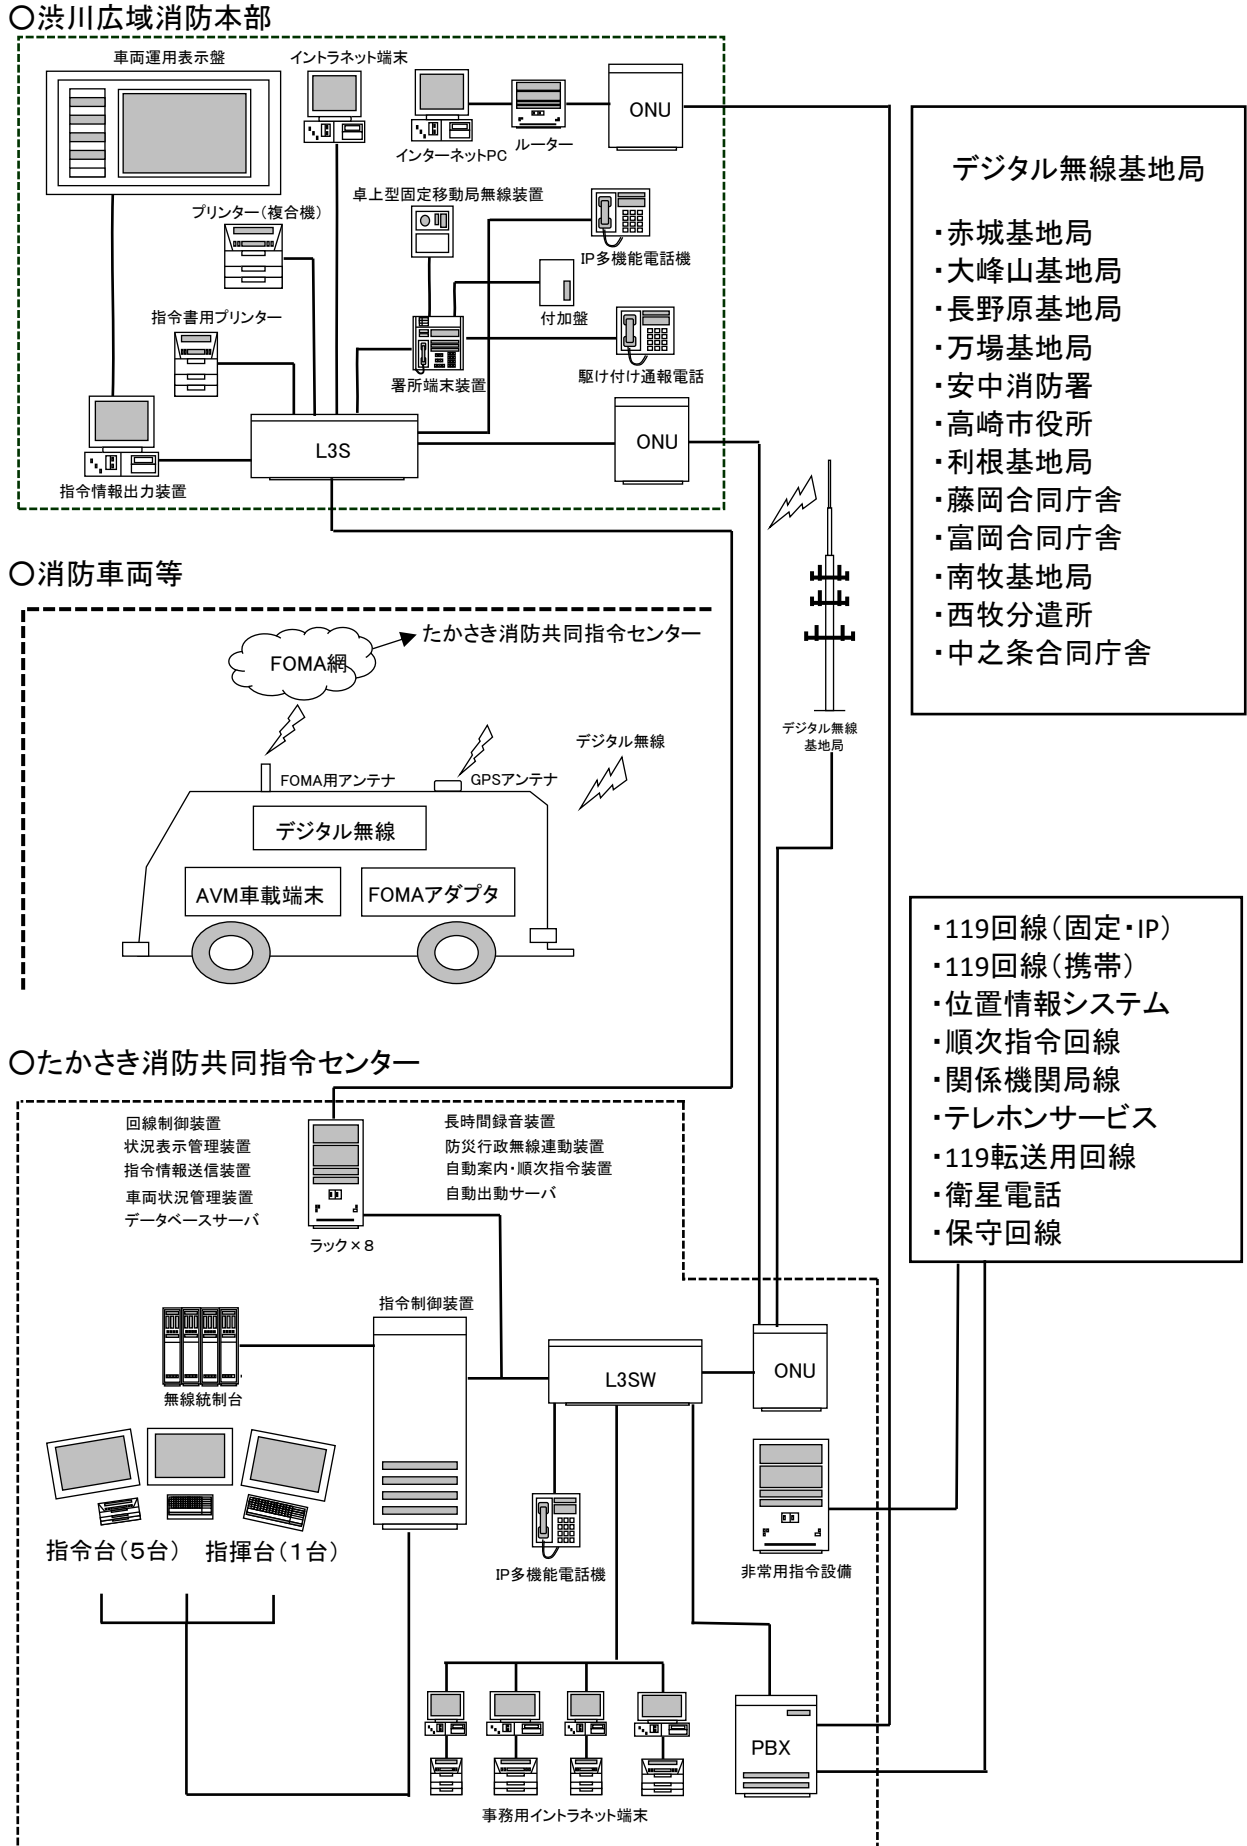 ○渋川広域消防本部
車両運用表示盤
イントラネット端末
ONU
インターネットPC
ルーター
卓上型固定移動局無線装置
プリンター（複合機）
IP多機能電話機
付加盤
指令書用プリンター
署所端末装置
駆け付け通報電話
L3S
ONU
指令情報出力装置
デジタル無線基地局
・赤城基地局
・大峰山基地局
・長野原基地局
・万場基地局
・安中消防署
・高崎市役所
・利根基地局
・藤岡合同庁舎
・富岡合同庁舎
・南牧基地局
・西牧分遣所
・中之条合同庁舎
○消防車両等
FOMA網
たかさき消防共同指令センター
デジタル無線
基地局
デジタル無線
FOMA用アンテナ
GPSアンテナ
デジタル無線
AVM車載端末
FOMAアダプタ
・119回線（固定・IP）
・119回線（携帯）
・位置情報システム
・順次指令回線
・関係機関局線
・テレホンサービス
・119転送用回線
・衛星電話
・保守回線
○たかさき消防共同指令センター
回線制御装置
状況表示管理装置
指令情報送信装置
車両状況管理装置
データベースサーバ
長時間録音装置
防災行政無線連動装置
自動案内・順次指令装置
自動出動サーバ
ラック×８
指令制御装置
無線統制台
L3SW
ONU
指令台（５台）
指揮台（１台）
IP多機能電話機
非常用指令設備
PBX
事務用イントラネット端末